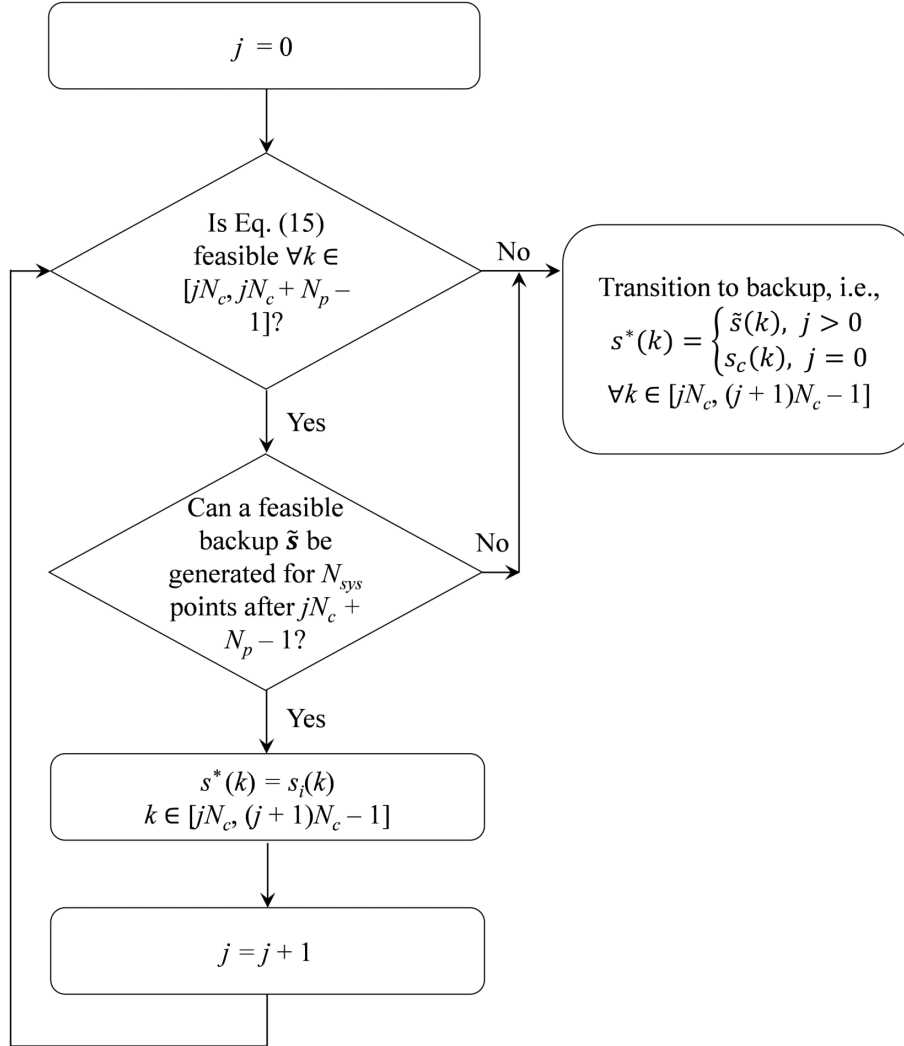 j = 0
Is Eq. (15)
feasible ∀k ∈
[jN_c, jN_c + N_p –
1]?
No
Transition to backup, i.e.,
s*(k) = { s̃(k), j > 0
s_c(k), j = 0
∀k ∈ [jN_c, (j + 1)N_c – 1]
Yes
Can a feasible
backup s̃ be
generated for N_sys
points after jN_c +
N_p – 1?
No
Yes
s*(k) = s_i(k)
k ∈ [jN_c, (j + 1)N_c – 1]
j = j + 1